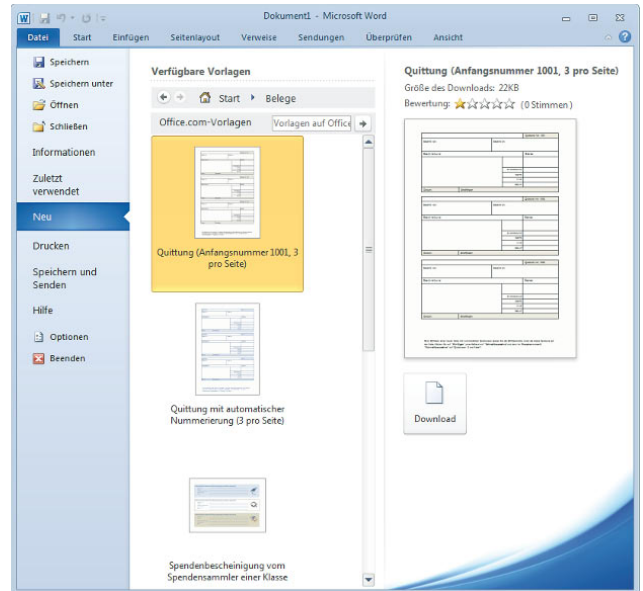 Dokument1 - Microsoft Word
Datei Start Einfügen Seitenlayout Verweise Sendungen Überprüfen Ansicht
Speichern
Speichern unter
Öffnen
Schließen
Informationen
Zuletzt
verwendet
Neu
Drucken
Speichern und
Senden
Hilfe
Optionen
Beenden
Verfügbare Vorlagen
Start Belege
Office.com-Vorlagen Vorlagen auf Office
Quittung (Anfangsnummer 1001, 3
pro Seite)
Quittung mit automatischer
Nummerierung (3 pro Seite)
Spendenbescheinigung vom
Spendensammler einer Klasse
Quittung (Anfangsnummer 1001, 3 pro Seite)
Größe des Downloads: 22KB
Bewertung: (0 Stimmen)
Download